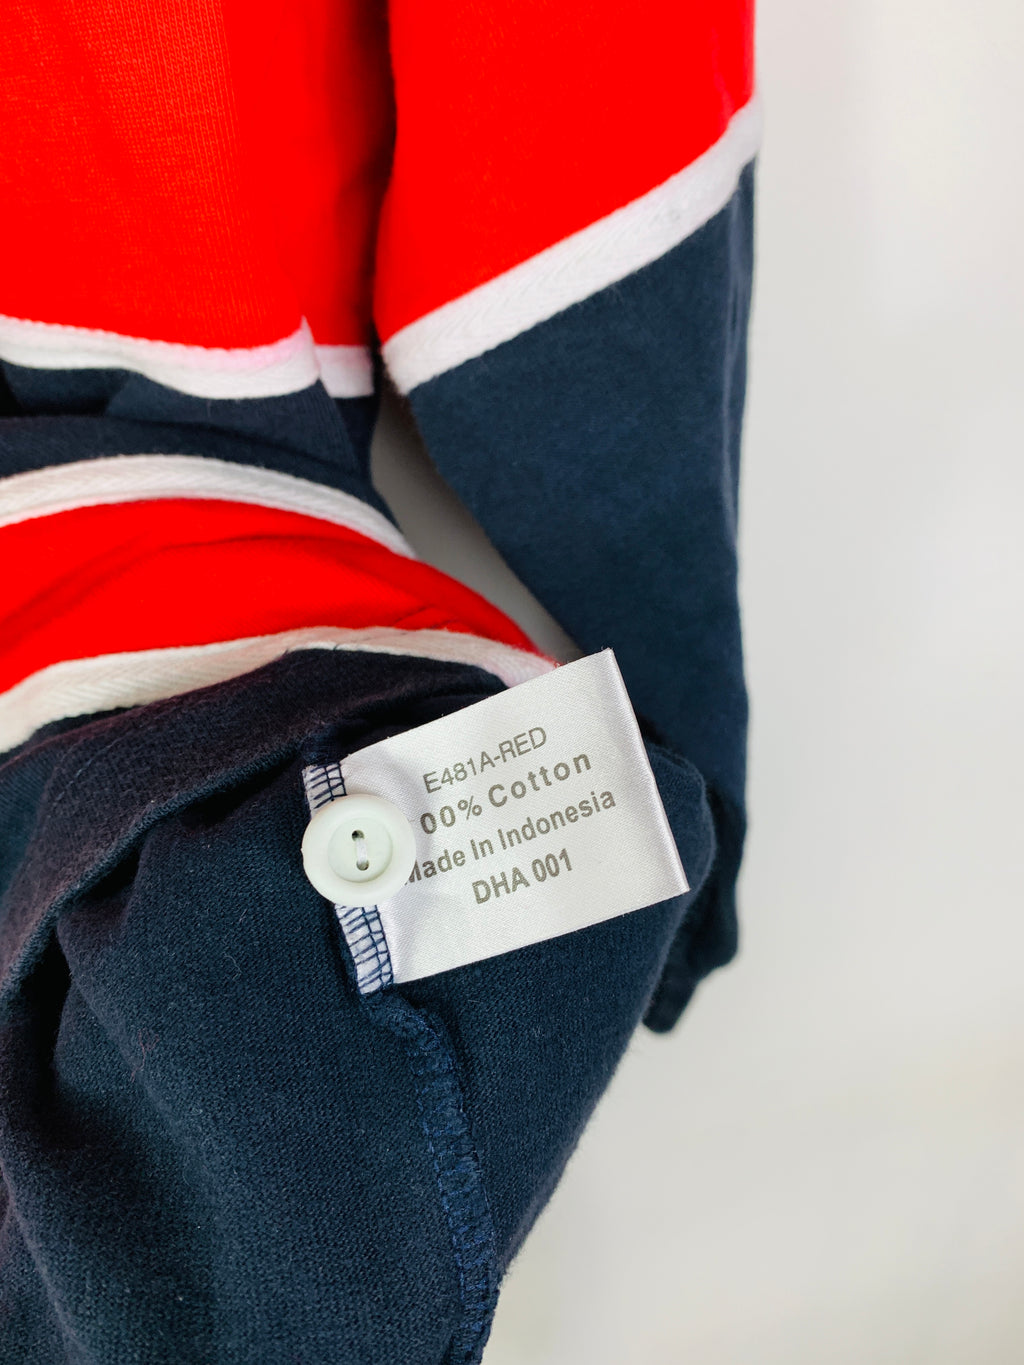 E481A-RED
00% Cotton
Made In Indonesia
DHA 001